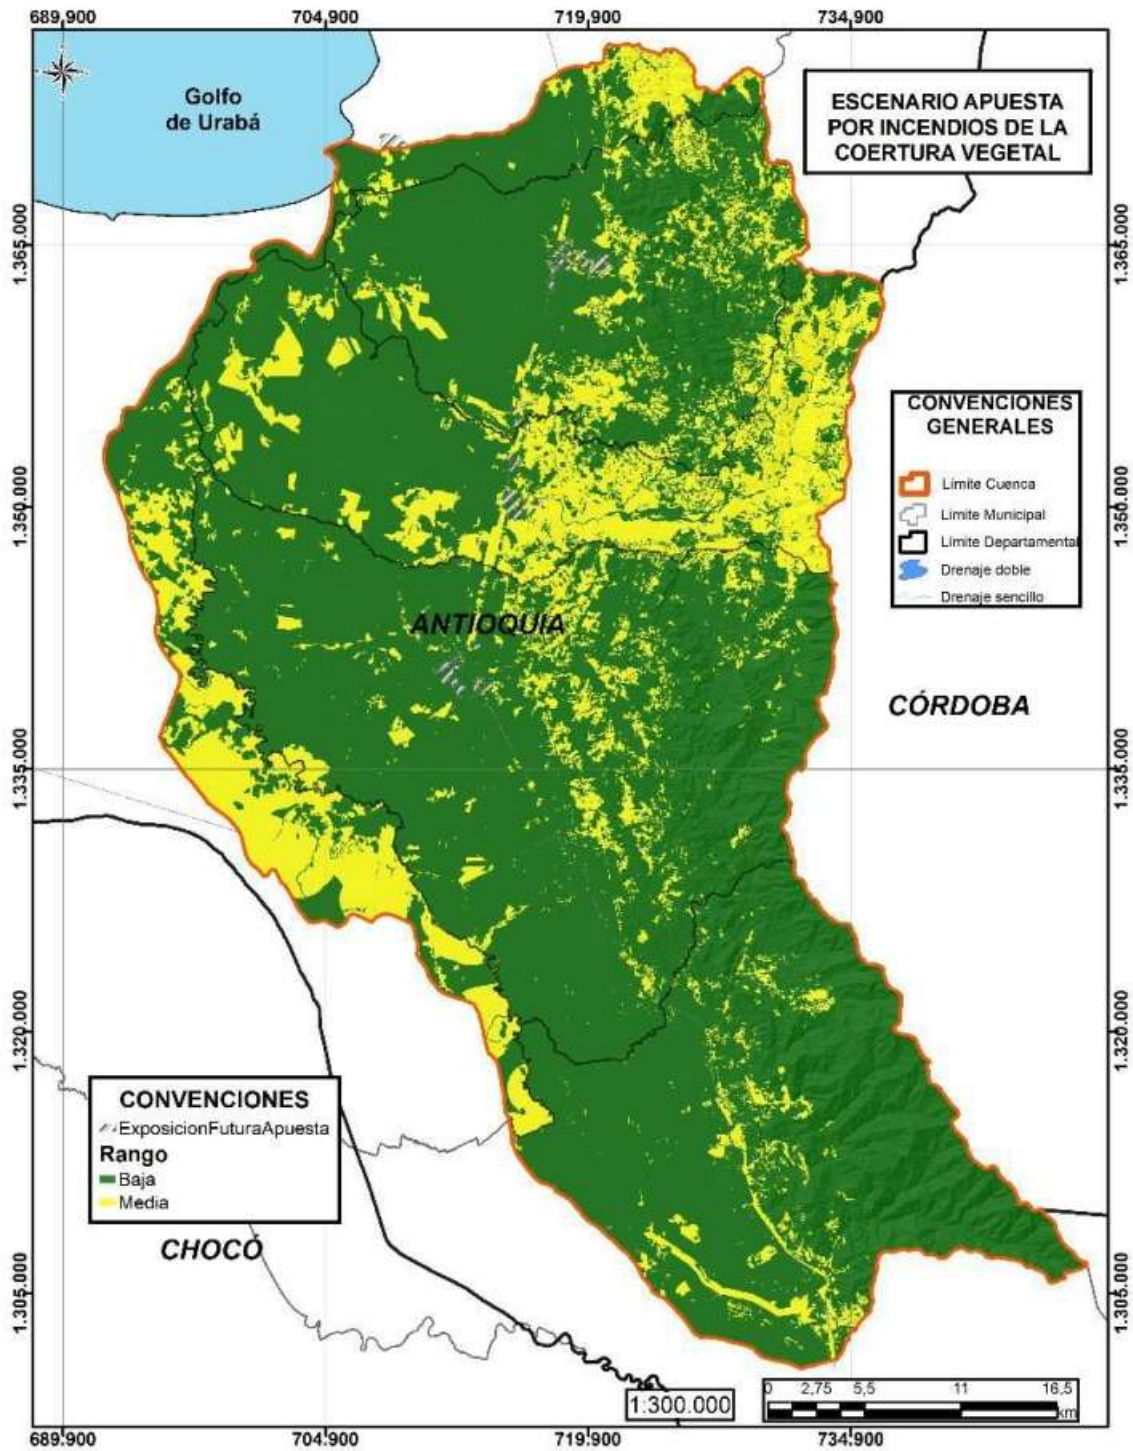 689,900 704,900 719,900 734,900
Golfo
de Urabá
ESCENARIO APUESTA
POR INCENDIOS DE LA
COERTURA VEGETAL
1.365.000 1.365.000
CONVENCIONES
GENERALES
Límite Cuenca
Límite Municipal
Límite Departamental
Drenaje doble
Drenaje sencillo
1.350.000 1.350.000
ANTIOQUIA
CÓRDOBA
1.335.000 1.335.000
1.320.000 1.320.000
CONVENCIONES
ExposicionFuturaApuesta
Rango
Baja
Media
CHOCÓ
1.305.000 1.305.000
1:300.000
0 2,75 5,5 11 16,5
km
689,900 704,900 719,900 734,900